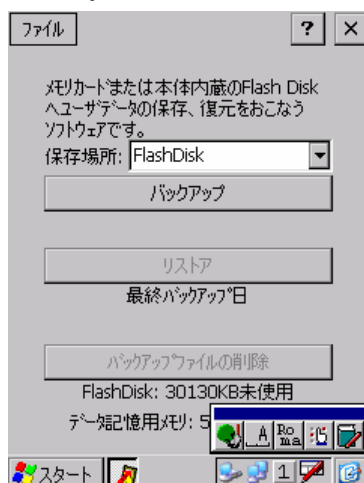 ファイル ? ×
メモリカードまたは本体内蔵のFlash Disk
へユーザデータの保存、復元をおこなう
ソフトウェアです。
保存場所: FlashDisk
バックアップ
リストア
最終バックアップ日
バックアップファイルの削除
FlashDisk: 30130KB未使用
データ記憶用メモリ: 5
A Ro
ma
スタート 1